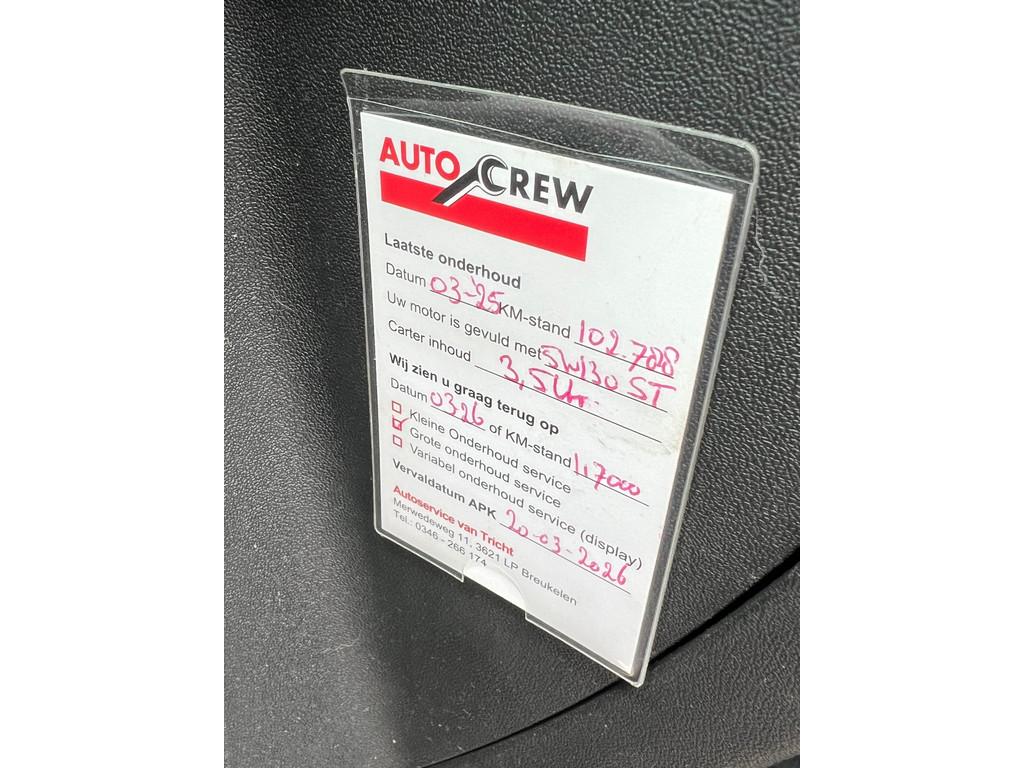 AUTO CREW
Laatste onderhoud
Datum 03-'25 KM-stand 102.788
Uw motor is gevuld met 5W130 ST
Carter inhoud 3,5 Ltr.
Wij zien u graag terug op
Datum 03-26 of KM-stand 117000
Kleine Onderhoud service
Grote onderhoud service
Variabel onderhoud service (display)
Vervaldatum APK 20-03-2026
Autoservice van Tricht
Merwedeweg 11, 3621 LP Breukelen
Tel.: 0346 - 266 174